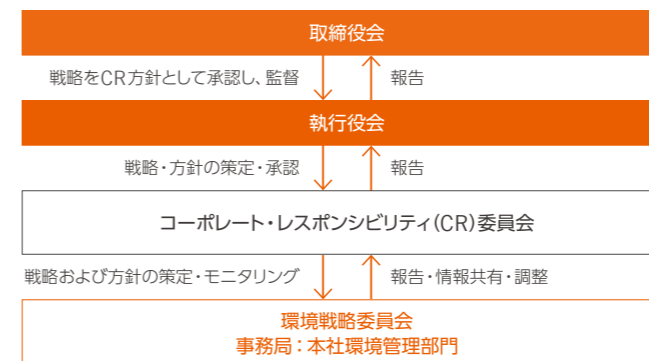 取締役会
戦略をCR方針として承認し、監督
報告
執行役会
戦略・方針の策定・承認
報告
コーポレート・レスポンシビリティ(CR)委員会
戦略および方針の策定・モニタリング
報告・情報共有・調整
環境戦略委員会
事務局：本社環境管理部門